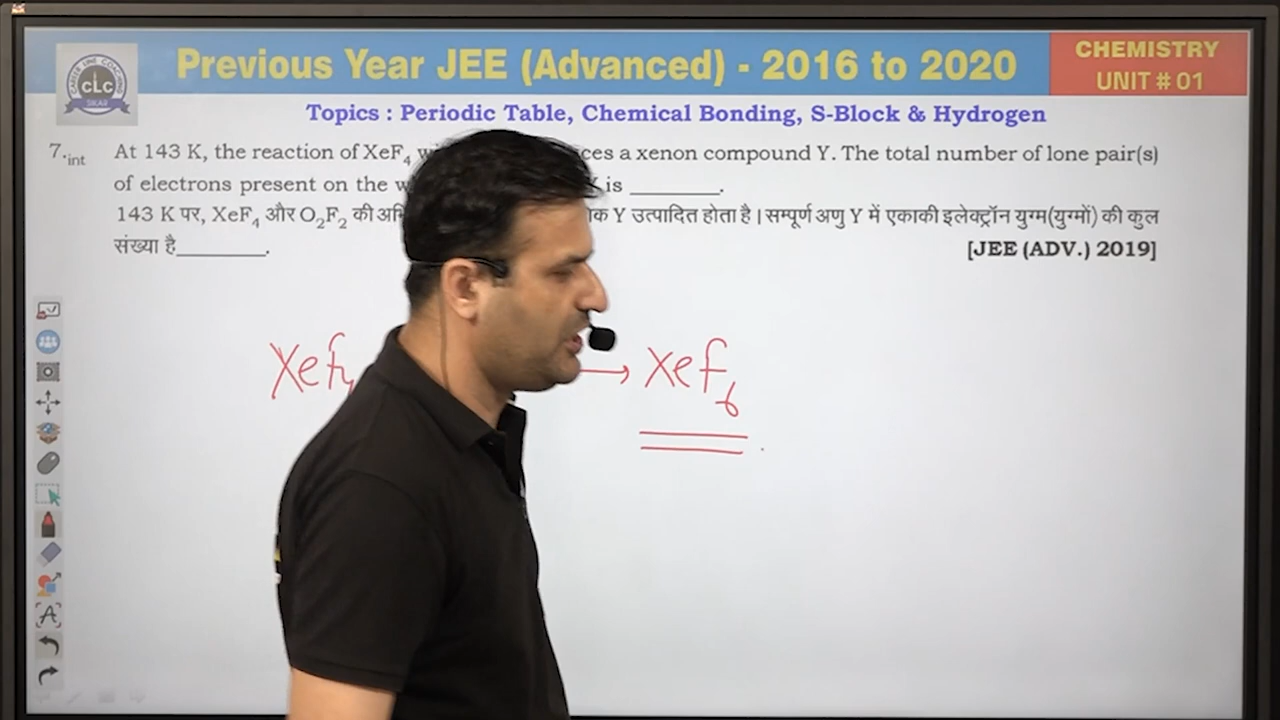 CLC
SIKAR
Previous Year JEE (Advanced) - 2016 to 2020
CHEMISTRY
UNIT # 01
Topics : Periodic Table, Chemical Bonding, S-Block & Hydrogen
7.int At 143 K, the reaction of XeF4 a xenon compound Y. The total number of lone pair(s)
of electrons present on the is ________.
143 K पर, XeF4 और O2F2 की Y उत्पादित होता है। सम्पूर्ण अणु Y में एकाकी इलेक्ट्रॉन युग्म(युग्मों) की कुल
संख्या है________. [JEE (ADV.) 2019]
XeF4 → XeF6